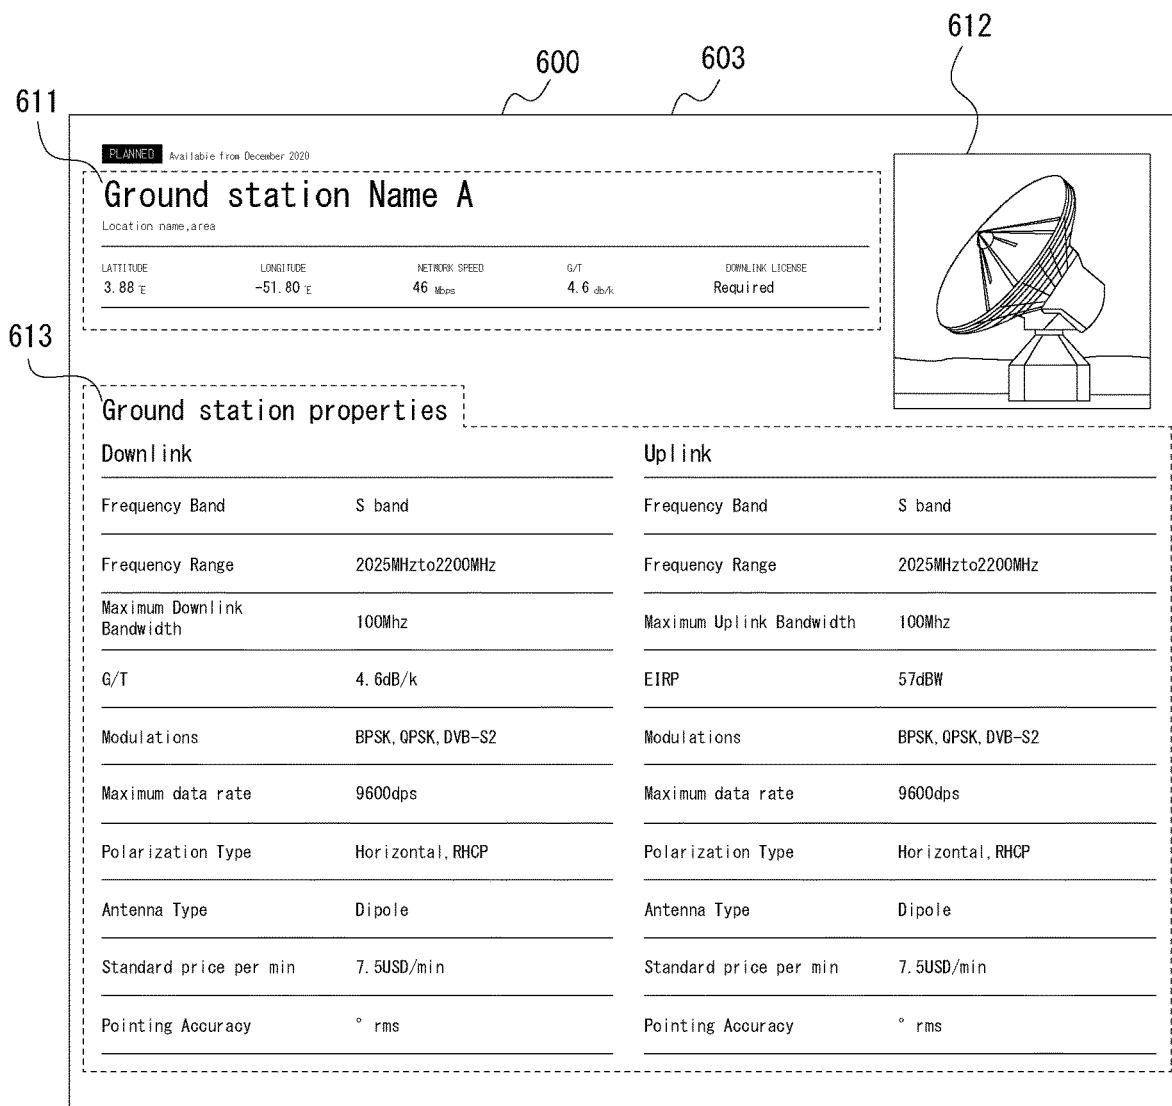 612
600
603
611
PLANNED Available from December 2020
Ground station Name A
Location name,area
LATTITUDE LONGITUDE NETWORK SPEED G/T DOWNLINK LICENSE
3.88 °E -51.80 °E 46 Mbps 4.6 db/k Required
613
Ground station properties
Downlink Uplink
Frequency Band S band Frequency Band S band
Frequency Range 2025MHzto2200MHz Frequency Range 2025MHzto2200MHz
Maximum Downlink
Bandwidth 100Mhz Maximum Uplink Bandwidth 100Mhz
G/T 4.6dB/k EIRP 57dBW
Modulations BPSK,QPSK,DVB-S2 Modulations BPSK,QPSK,DVB-S2
Maximum data rate 9600dps Maximum data rate 9600dps
Polarization Type Horizontal,RHCP Polarization Type Horizontal,RHCP
Antenna Type Dipole Antenna Type Dipole
Standard price per min 7.5USD/min Standard price per min 7.5USD/min
Pointing Accuracy ° rms Pointing Accuracy ° rms